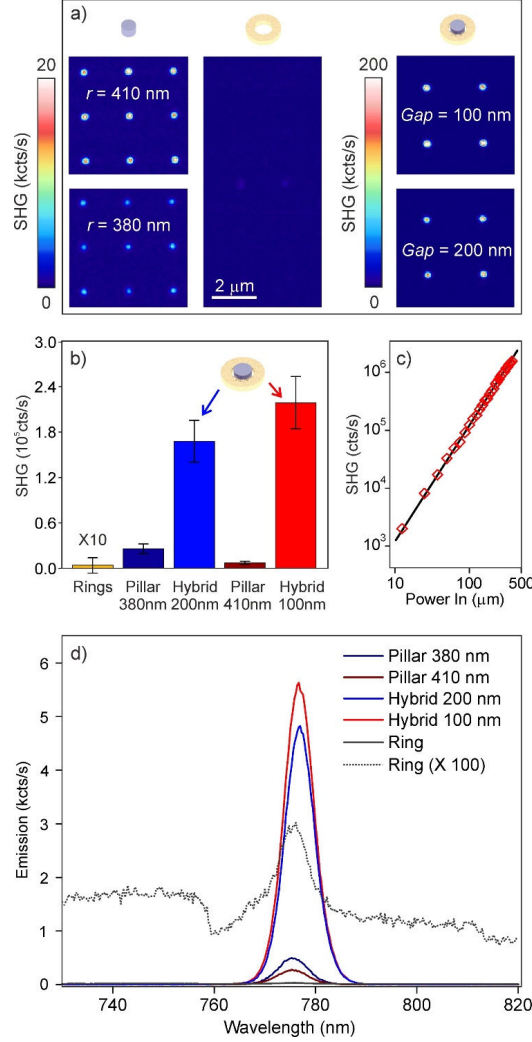 a)
SHG (kcts/s)
20
0
r = 410 nm
r = 380 nm
2 μm
SHG (kcts/s)
200
0
Gap = 100 nm
Gap = 200 nm
b)
SHG (10⁵cts/s)
3.0
2.4
1.8
1.2
0.6
0.0
X10
Rings Pillar Hybrid Pillar Hybrid
380nm 200nm 410nm 100nm
c)
SHG (cts)
10⁶
10⁵
10⁴
10³
10 100 500
Power In (μm)
d)
Emission (kcts/s)
6
5
4
3
2
1
0
Pillar 380 nm
Pillar 410 nm
Hybrid 200 nm
Hybrid 100 nm
Ring
Ring (X 100)
740 760 780 800 820
Wavelength (nm)